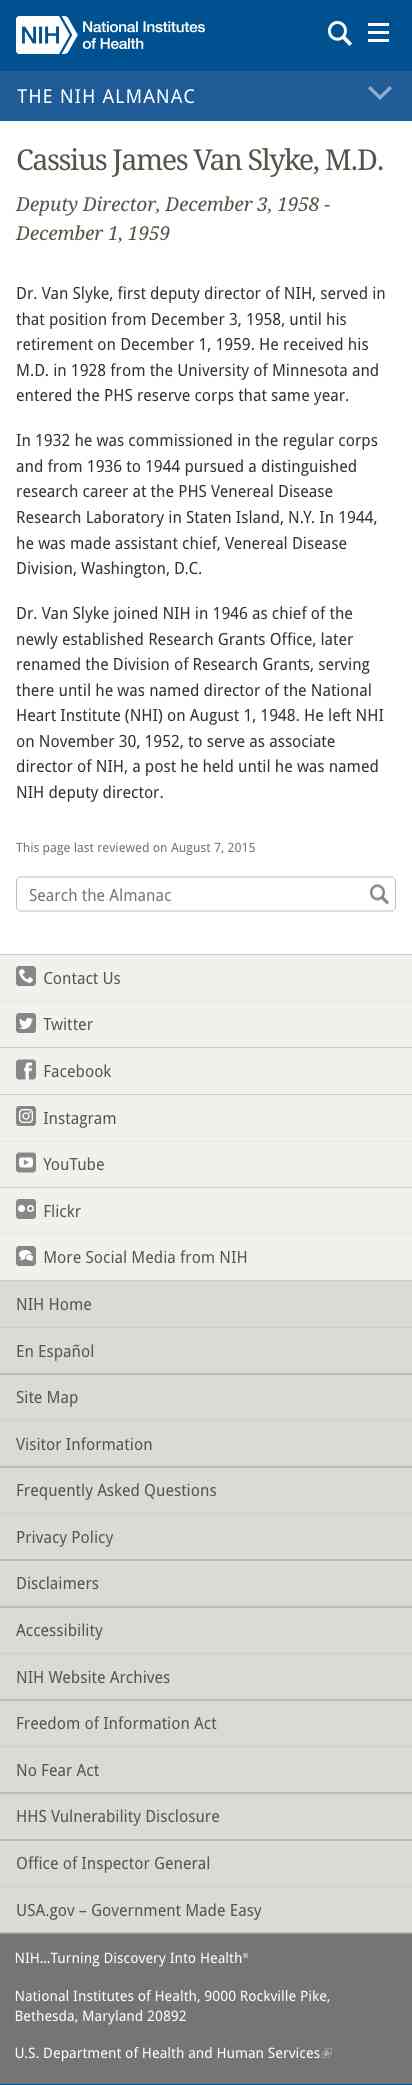 NIH National Institutes
of Health
THE NIH ALMANAC
Cassius James Van Slyke, M.D.
Deputy Director, December 3, 1958 -
December 1, 1959
Dr. Van Slyke, first deputy director of NIH, served in
that position from December 3, 1958, until his
retirement on December 1, 1959. He received his
M.D. in 1928 from the University of Minnesota and
entered the PHS reserve corps that same year.
In 1932 he was commissioned in the regular corps
and from 1936 to 1944 pursued a distinguished
research career at the PHS Venereal Disease
Research Laboratory in Staten Island, N.Y. In 1944,
he was made assistant chief, Venereal Disease
Division, Washington, D.C.
Dr. Van Slyke joined NIH in 1946 as chief of the
newly established Research Grants Office, later
renamed the Division of Research Grants, serving
there until he was named director of the National
Heart Institute (NHI) on August 1, 1948. He left NHI
on November 30, 1952, to serve as associate
director of NIH, a post he held until he was named
NIH deputy director.
This page last reviewed on August 7, 2015
Search the Almanac
Contact Us
Twitter
Facebook
Instagram
YouTube
Flickr
More Social Media from NIH
NIH Home
En Español
Site Map
Visitor Information
Frequently Asked Questions
Privacy Policy
Disclaimers
Accessibility
NIH Website Archives
Freedom of Information Act
No Fear Act
HHS Vulnerability Disclosure
Office of Inspector General
USA.gov – Government Made Easy
NIH...Turning Discovery Into Health®
National Institutes of Health, 9000 Rockville Pike,
Bethesda, Maryland 20892
U.S. Department of Health and Human Services